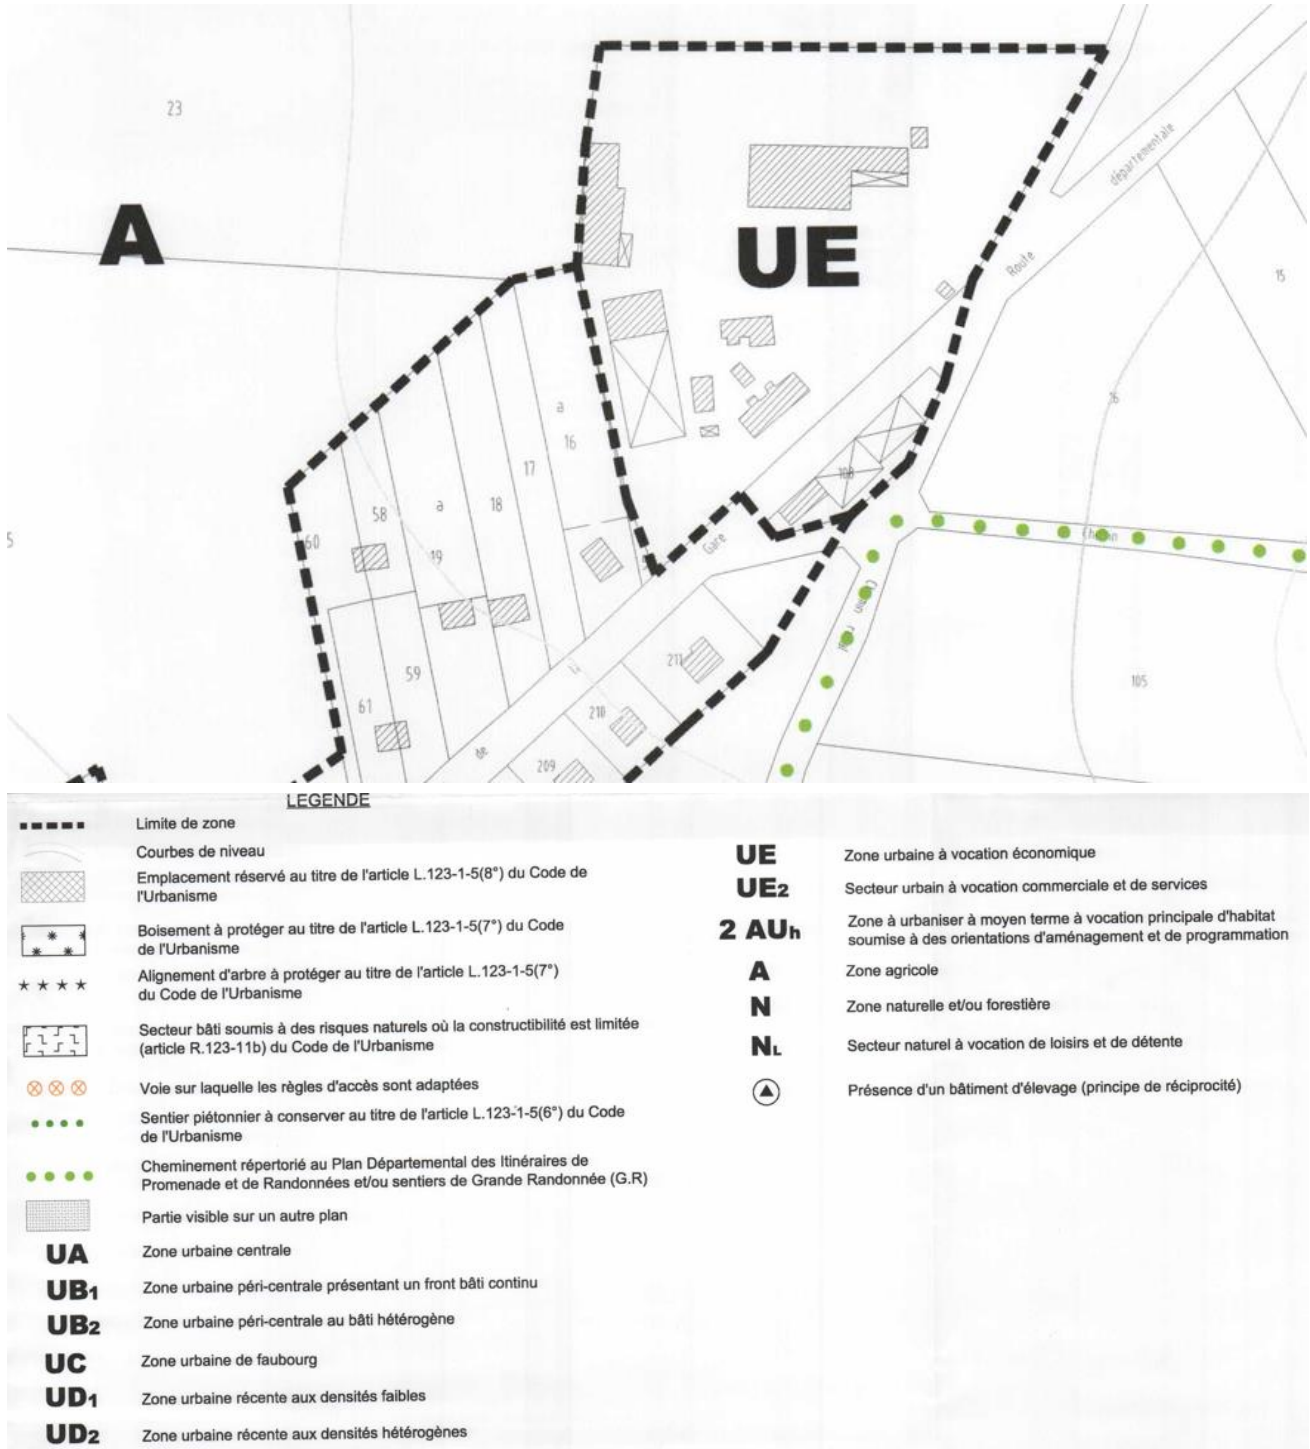 23
départementale
A
UE
Route
15
16
a
16
17
108
18
58
a
60
19
Gare
Chemin
59
211
105
61
210
la
de
209
LEGENDE
Limite de zone
Courbes de niveau
Emplacement réservé au titre de l'article L.123-1-5(8°) du Code de
l'Urbanisme
Boisement à protéger au titre de l'article L.123-1-5(7°) du Code
de l'Urbanisme
Alignement d'arbre à protéger au titre de l'article L.123-1-5(7°)
du Code de l'Urbanisme
Secteur bâti soumis à des risques naturels où la constructibilité est limitée
(article R.123-11b) du Code de l'Urbanisme
Voie sur laquelle les règles d'accès sont adaptées
Sentier piétonnier à conserver au titre de l'article L.123-1-5(6°) du Code
de l'Urbanisme
Cheminement répertorié au Plan Départemental des Itinéraires de
Promenade et de Randonnées et/ou sentiers de Grande Randonnée (G.R)
Partie visible sur un autre plan
UA Zone urbaine centrale
UB1 Zone urbaine péri-centrale présentant un front bâti continu
UB2 Zone urbaine péri-centrale au bâti hétérogène
UC Zone urbaine de faubourg
UD1 Zone urbaine récente aux densités faibles
UD2 Zone urbaine récente aux densités hétérogènes
UE Zone urbaine à vocation économique
UE2 Secteur urbain à vocation commerciale et de services
2 AUh Zone à urbaniser à moyen terme à vocation principale d'habitat
soumise à des orientations d'aménagement et de programmation
A Zone agricole
N Zone naturelle et/ou forestière
NL Secteur naturel à vocation de loisirs et de détente
Présence d'un bâtiment d'élevage (principe de réciprocité)